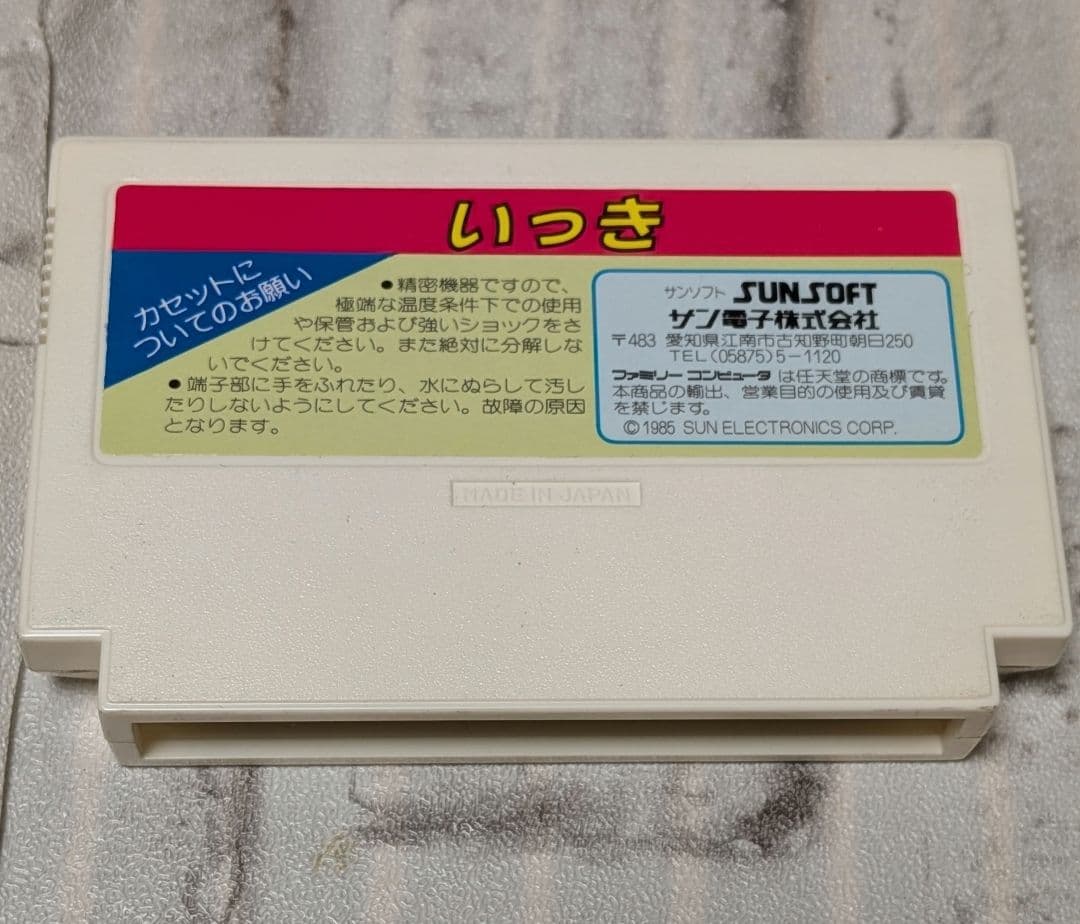 いっき
カセットに
ついてのお願い
●精密機器ですので、
極端な温度条件下での使用
や保管および強いショックをさ
けてください。また絶対に分解しな
いでください。
●端子部に手をふれたり、水にぬらして汚し
たりしないようにしてください。故障の原因
となります。
サンソフト SUNSOFT
サン電子株式会社
〒483 愛知県江南市古知野町朝日250
TEL(05875)5-1120
ファミリーコンピュータ は任天堂の商標です。
本商品の輸出、営業目的の使用及び賃貸
を禁じます。
©1985 SUN ELECTRONICS CORP.
MADE IN JAPAN